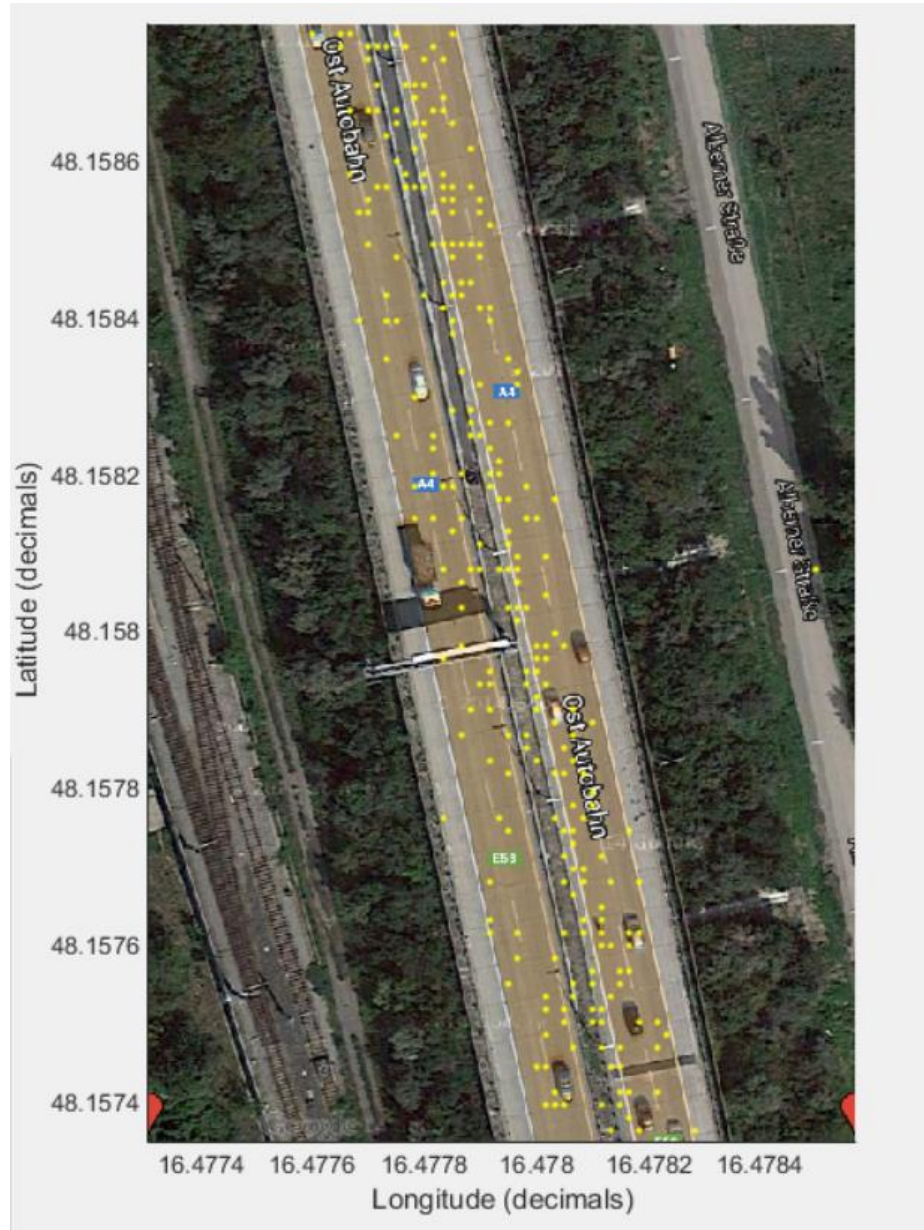 Ost Autobahn
Alberner Straße
48.1586
48.1584
A4
48.1582
A4
Alberner Straße
48.158
Latitude (decimals)
Ost Autobahn
48.1578
E58
48.1576
48.1574
16.4774
16.4776
16.4778
16.478
16.4782
16.4784
Longitude (decimals)